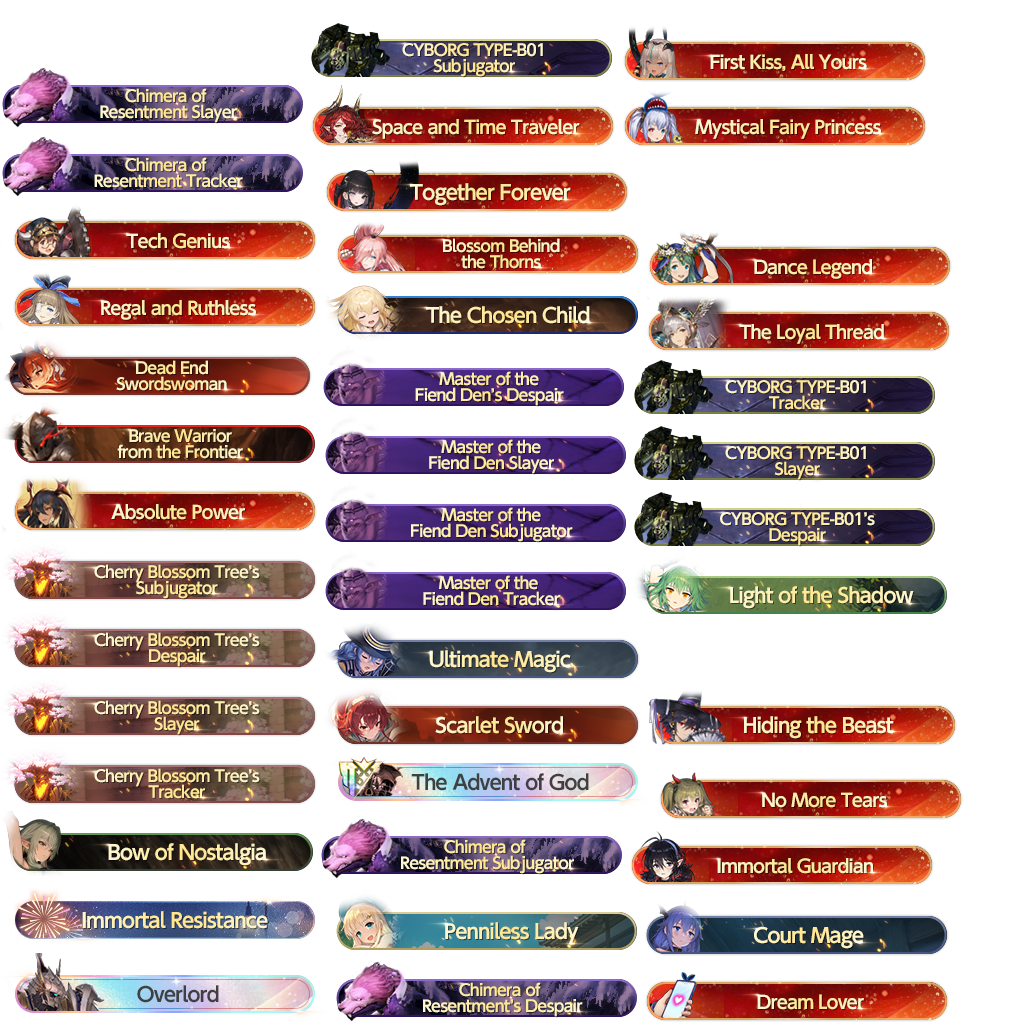 Chimera of
Resentment Slayer
Chimera of
Resentment Tracker
Tech Genius
Regal and Ruthless
Dead End
Swordswoman
Brave Warrior
from the Frontier
Absolute Power
Cherry Blossom Tree's
Subjugator
Cherry Blossom Tree's
Despair
Cherry Blossom Tree's
Slayer
Cherry Blossom Tree's
Tracker
Bow of Nostalgia
Immortal Resistance
Overlord
CYBORG TYPE-B01
Subjugator
Space and Time Traveler
Together Forever
Blossom Behind
the Thorns
The Chosen Child
Master of the
Fiend Den's Despair
Master of the
Fiend Den Slayer
Master of the
Fiend Den Subjugator
Master of the
Fiend Den Tracker
Ultimate Magic
Scarlet Sword
The Advent of God
Chimera of
Resentment Subjugator
Penniless Lady
Chimera of
Resentment's Despair
First Kiss, All Yours
Mystical Fairy Princess
Dance Legend
The Loyal Thread
CYBORG TYPE-B01
Tracker
CYBORG TYPE-B01
Slayer
CYBORG TYPE-B01's
Despair
Light of the Shadow
Hiding the Beast
No More Tears
Immortal Guardian
Court Mage
Dream Lover